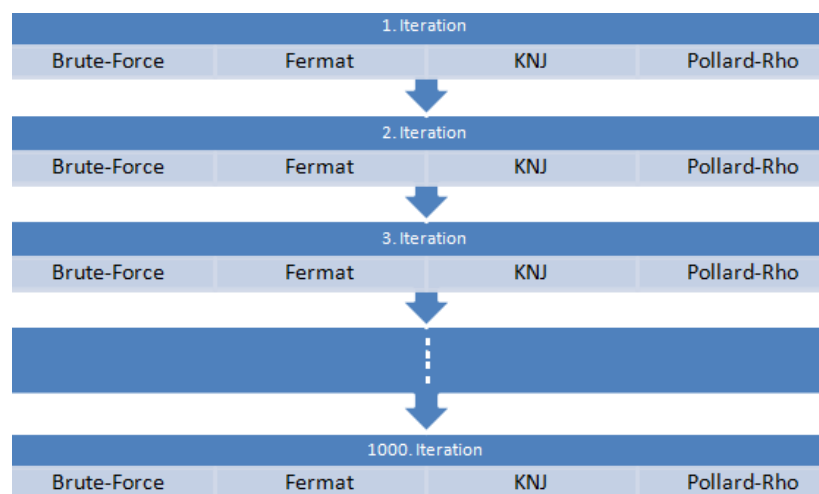 1. Iteration
Brute-Force Fermat KNJ Pollard-Rho
2. Iteration
Brute-Force Fermat KNJ Pollard-Rho
3. Iteration
Brute-Force Fermat KNJ Pollard-Rho
1000. Iteration
Brute-Force Fermat KNJ Pollard-Rho